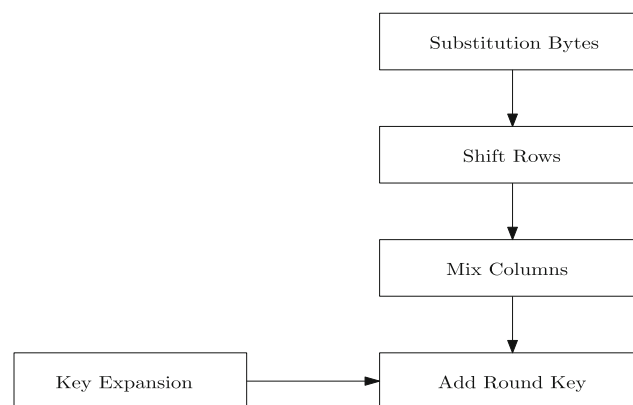 Substitution Bytes
Shift Rows
Mix Columns
Key Expansion
Add Round Key